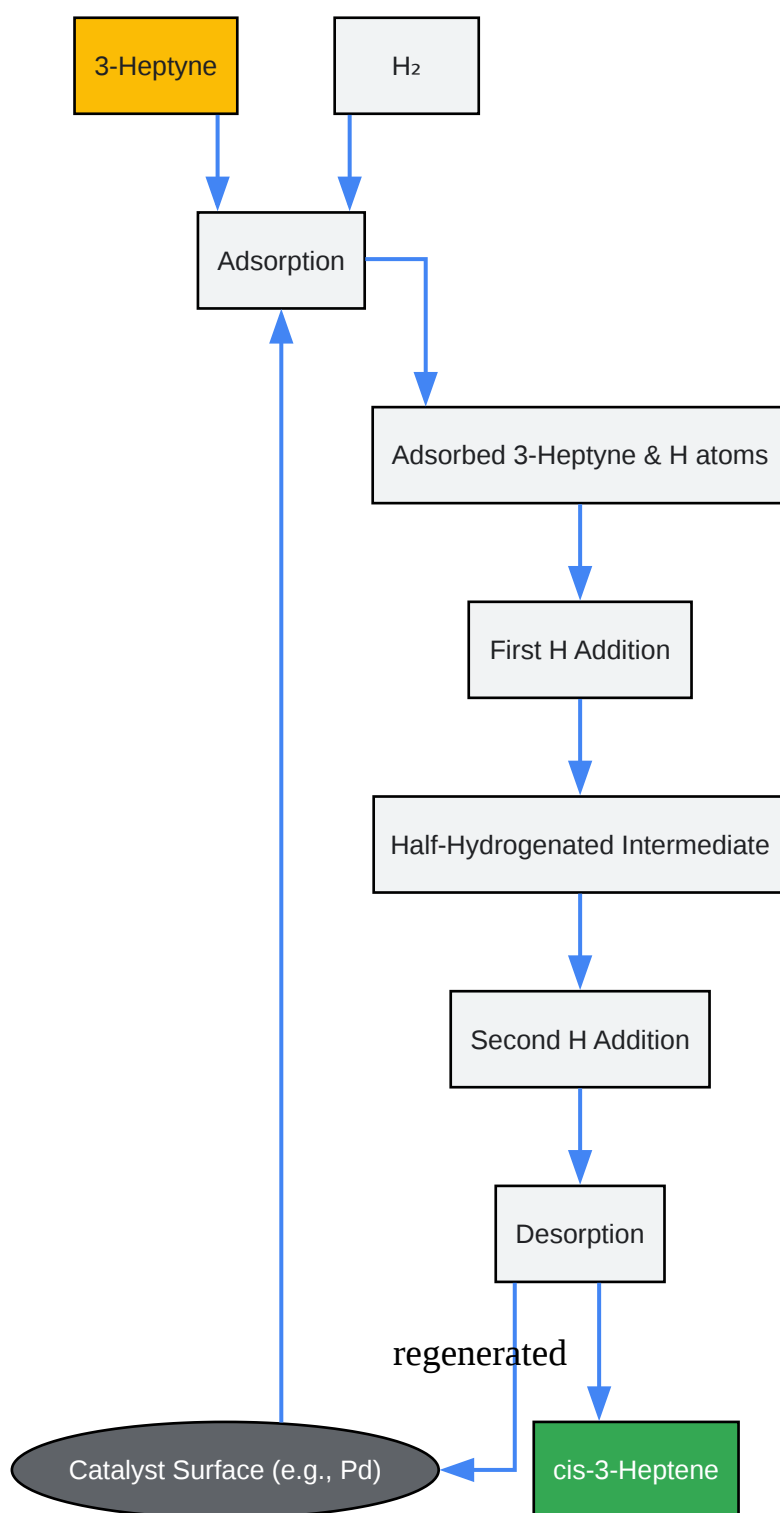 3-Heptyne
H₂
Adsorption
Adsorbed 3-Heptyne & H atoms
First H Addition
Half-Hydrogenated Intermediate
Second H Addition
Desorption
regenerated
Catalyst Surface (e.g., Pd)
cis-3-Heptene